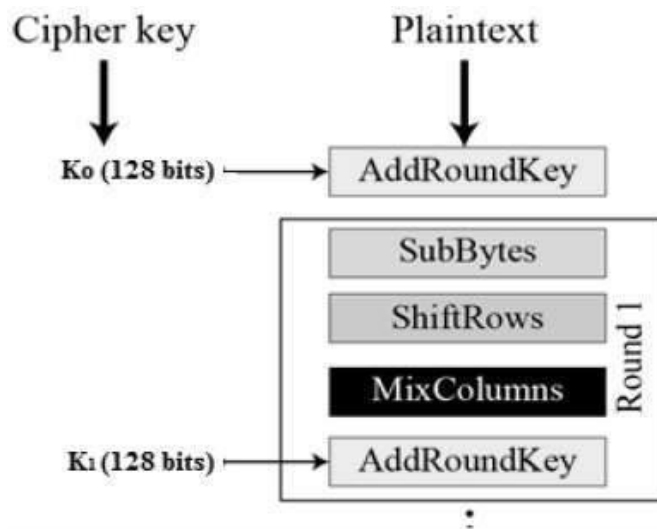 Cipher key
Plaintext
K0 (128 bits)
AddRoundKey
SubBytes
ShiftRows
MixColumns
Round 1
K1 (128 bits)
AddRoundKey